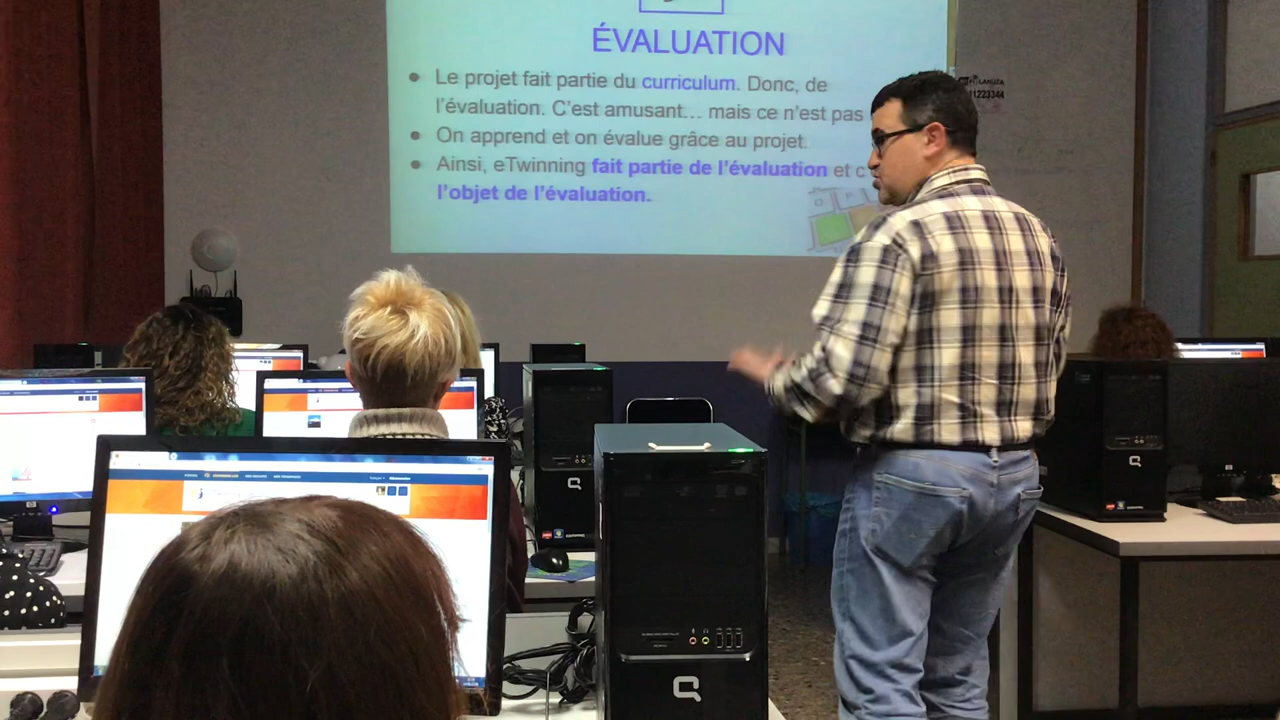 ÉVALUATION
Le projet fait partie du curriculum. Donc, de
l'évaluation. C'est amusant... mais ce n'est pas
On apprend et on évalue grâce au projet.
Ainsi, eTwinning fait partie de l'évaluation et c'
l'objet de l'évaluation.
11223344